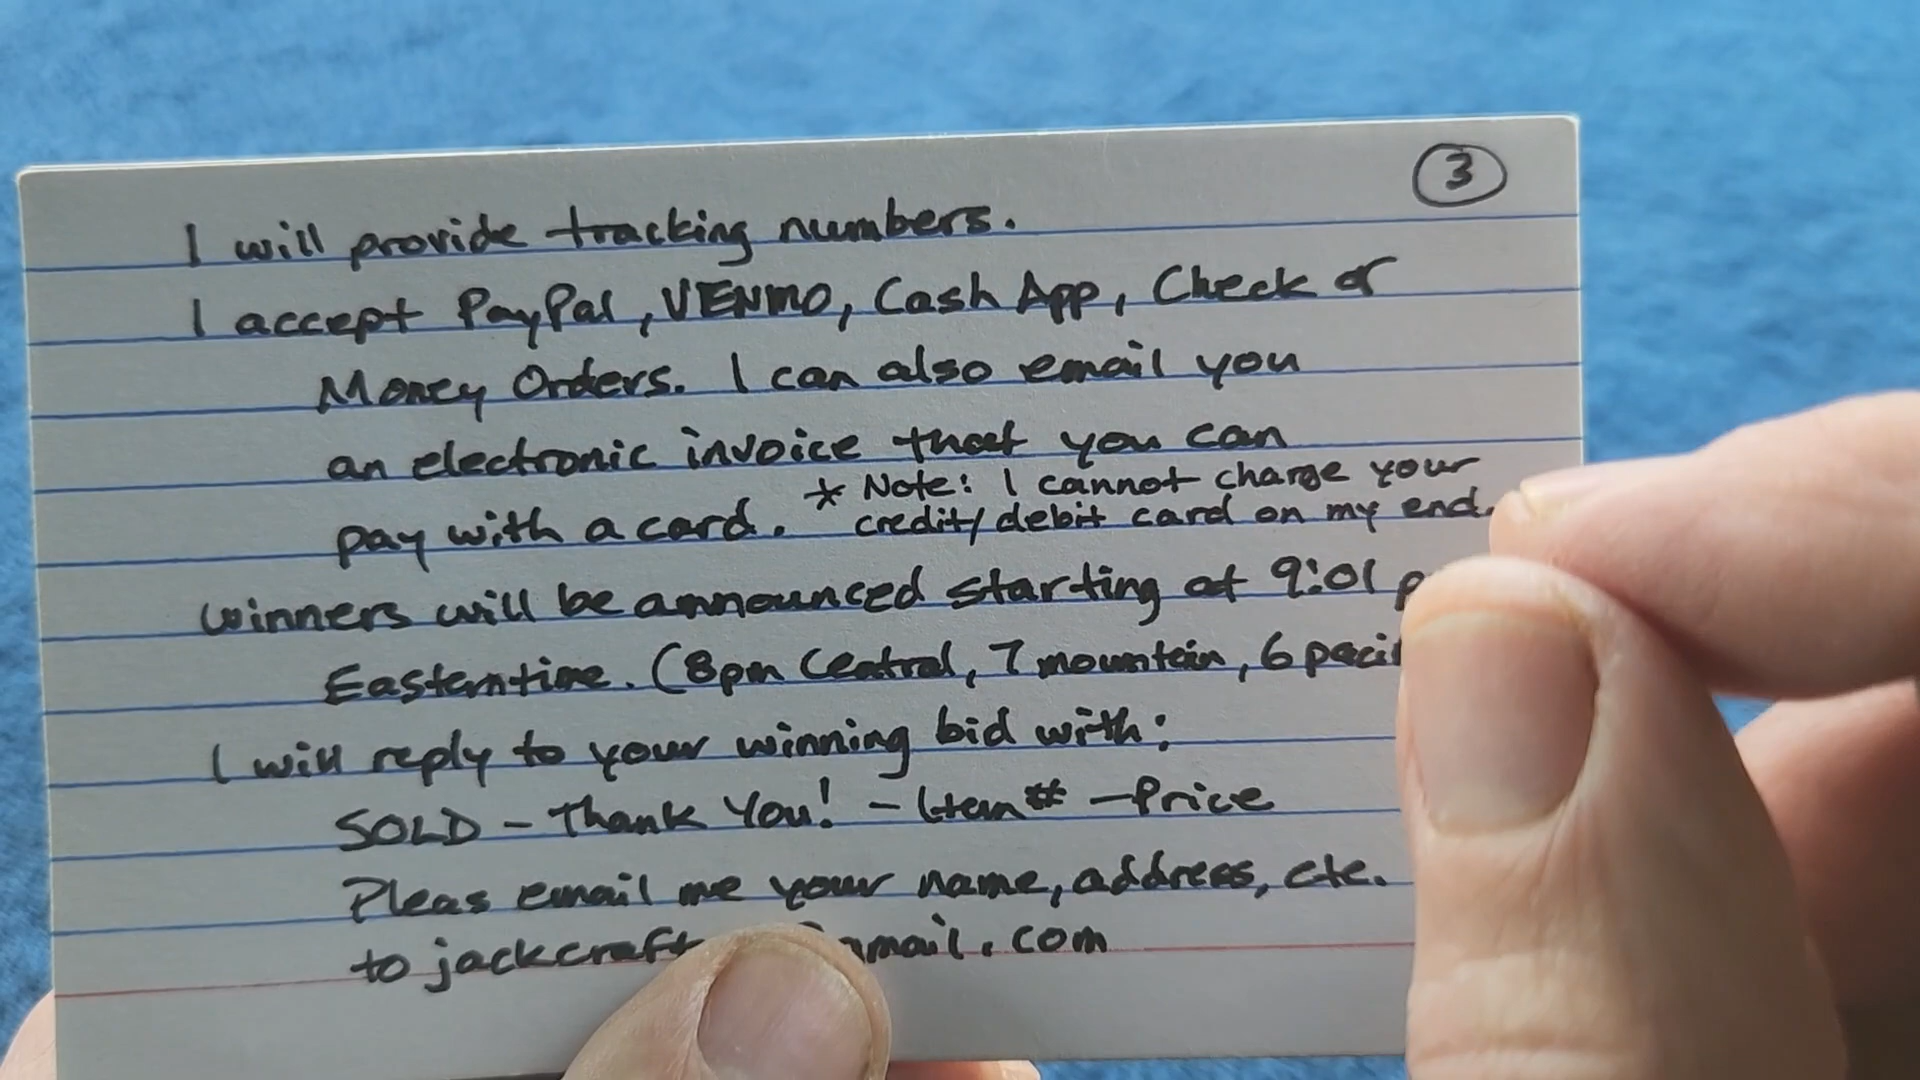 3
I will provide tracking numbers.
I accept PayPal, VENMO, Cash App, Check or
Money Orders. I can also email you
an electronic invoice that you can
pay with a card. * Note: I cannot charge your
credit/debit card on my end.
Winners will be announced starting at 9:01
Eastern time. (8pm Central, 7 mountain, 6
I will reply to your winning bid with:
SOLD - Thank You! - Item # - Price
Pleas email me your name, address, etc.
to